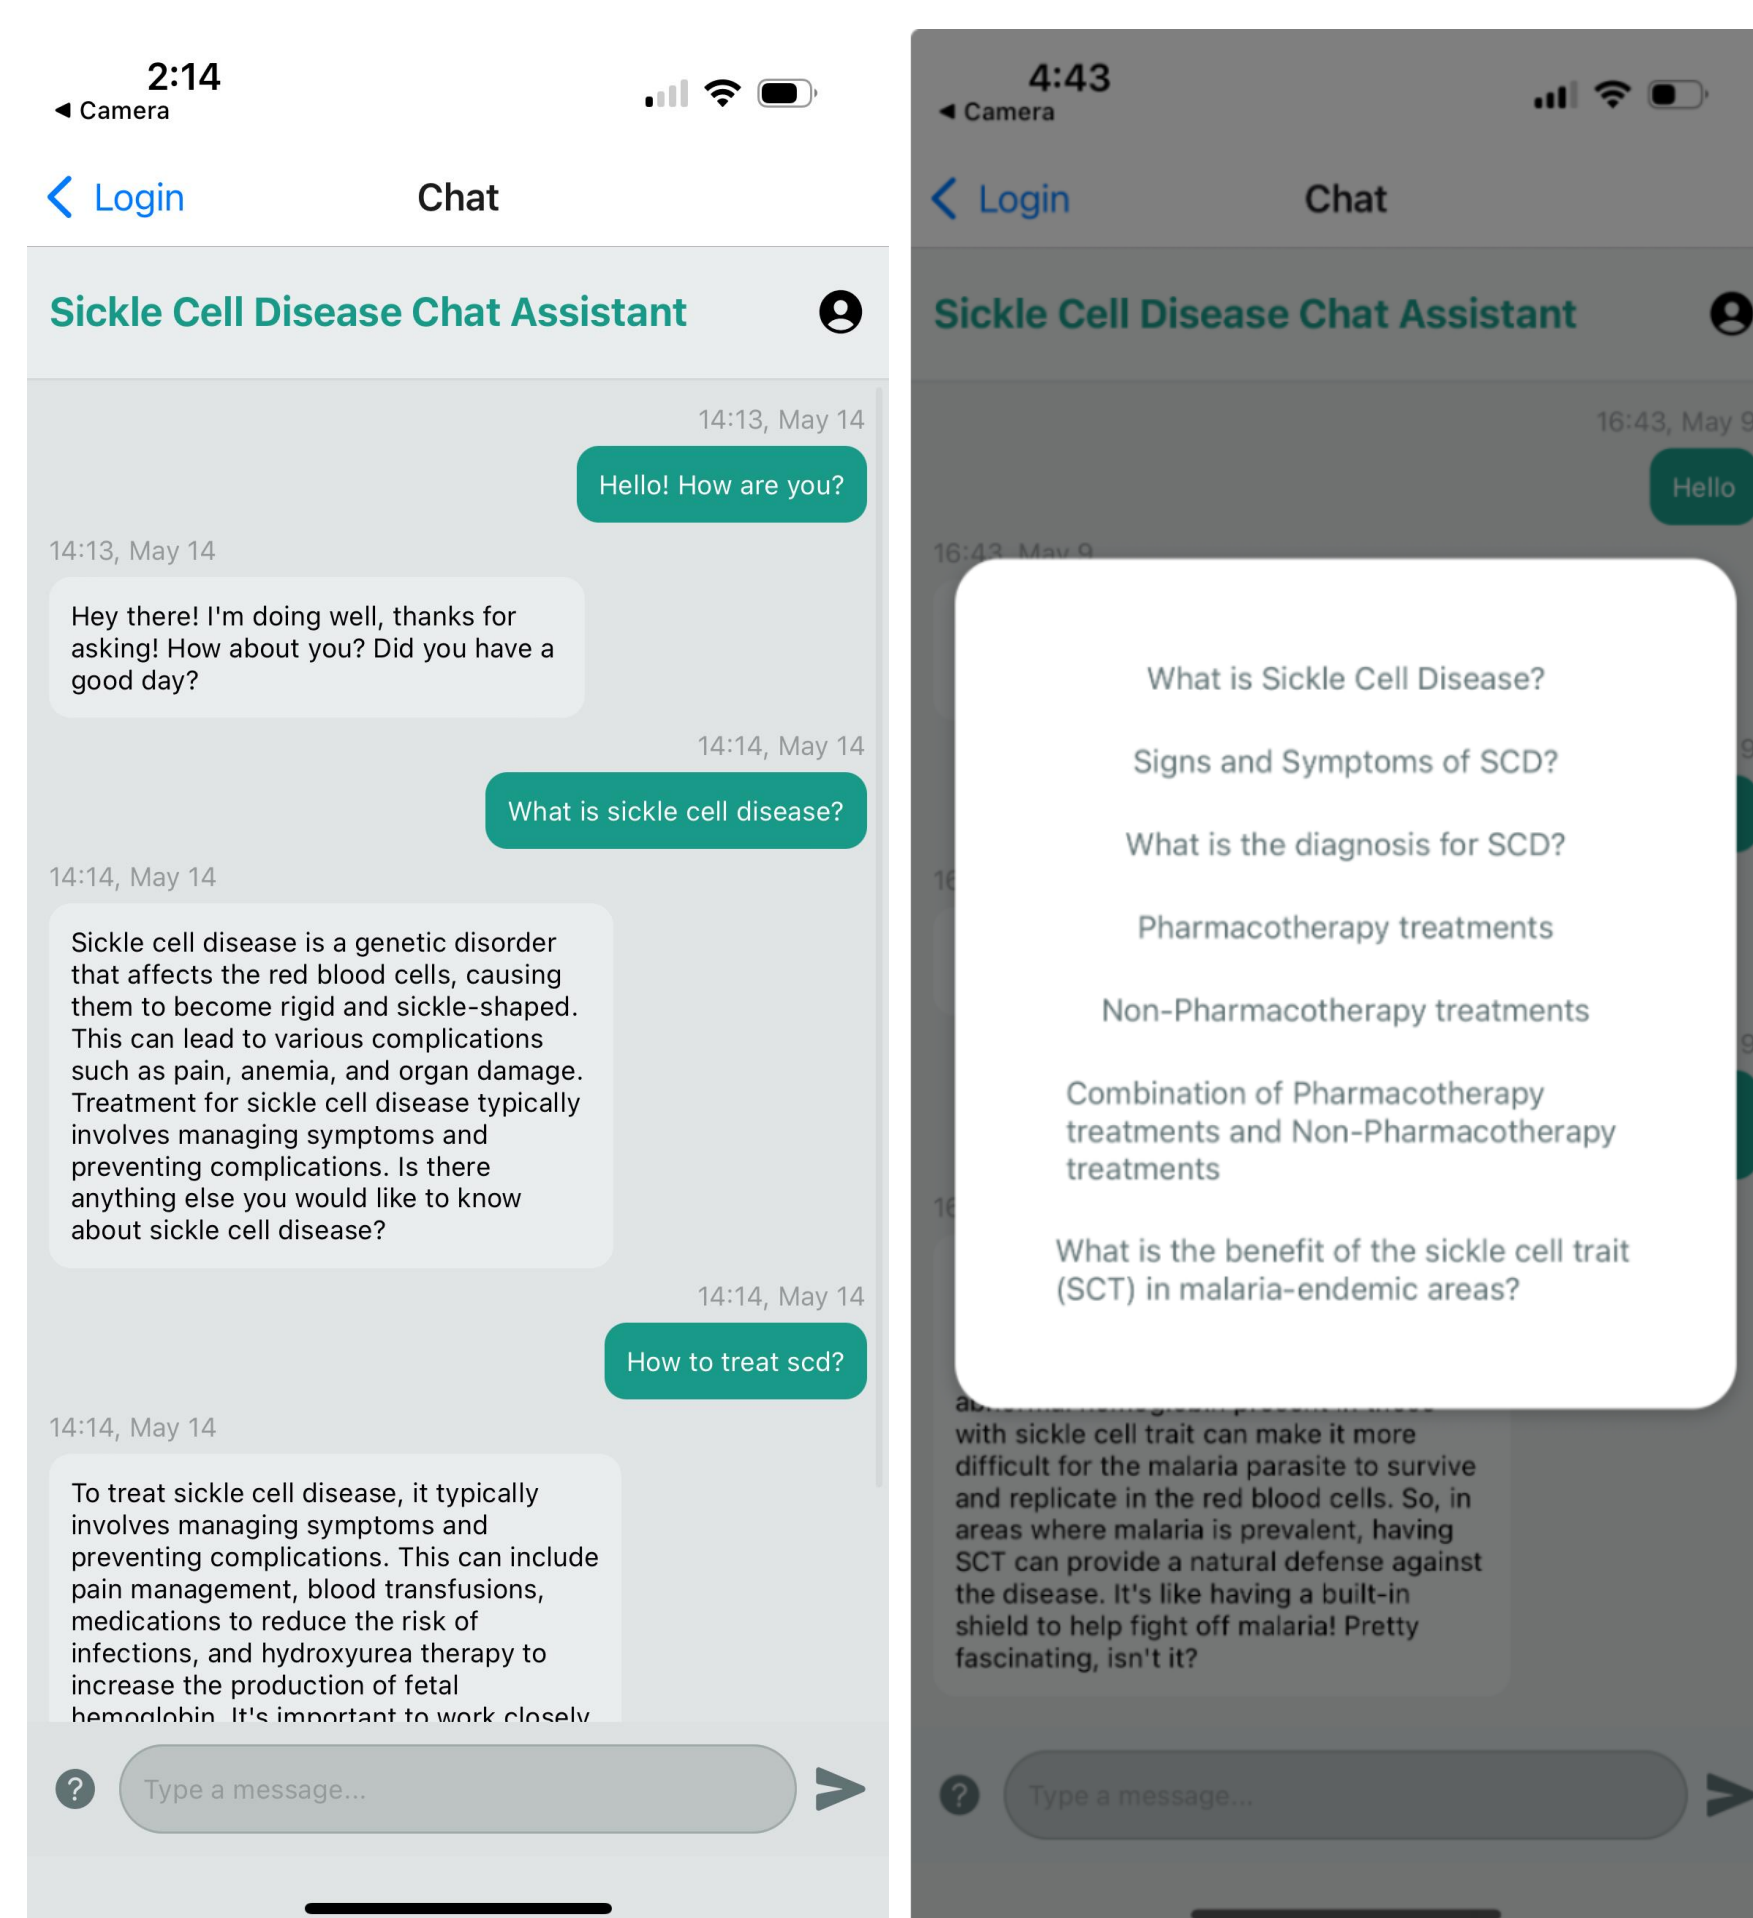 2:14
◀ Camera
Login
Chat
Sickle Cell Disease Chat Assistant
14:13, May 14
Hello! How are you?
14:13, May 14
Hey there! I'm doing well, thanks for
asking! How about you? Did you have a
good day?
14:14, May 14
What is sickle cell disease?
14:14, May 14
Sickle cell disease is a genetic disorder
that affects the red blood cells, causing
them to become rigid and sickle-shaped.
This can lead to various complications
such as pain, anemia, and organ damage.
Treatment for sickle cell disease typically
involves managing symptoms and
preventing complications. Is there
anything else you would like to know
about sickle cell disease?
14:14, May 14
How to treat scd?
14:14, May 14
To treat sickle cell disease, it typically
involves managing symptoms and
preventing complications. This can include
pain management, blood transfusions,
medications to reduce the risk of
infections, and hydroxyurea therapy to
increase the production of fetal
hemoglobin. It's important to work closely
?
Type a message...
4:43
◀ Camera
Login
Chat
Sickle Cell Disease Chat Assistant
16:43, May 9
Hello
16:43, May 9
What is Sickle Cell Disease?
Signs and Symptoms of SCD?
What is the diagnosis for SCD?
Pharmacotherapy treatments
Non-Pharmacotherapy treatments
Combination of Pharmacotherapy
treatments and Non-Pharmacotherapy
treatments
What is the benefit of the sickle cell trait
(SCT) in malaria-endemic areas?
with sickle cell trait can make it more
difficult for the malaria parasite to survive
and replicate in the red blood cells. So, in
areas where malaria is prevalent, having
SCT can provide a natural defense against
the disease. It's like having a built-in
shield to help fight off malaria! Pretty
fascinating, isn't it?
?
Type a message...